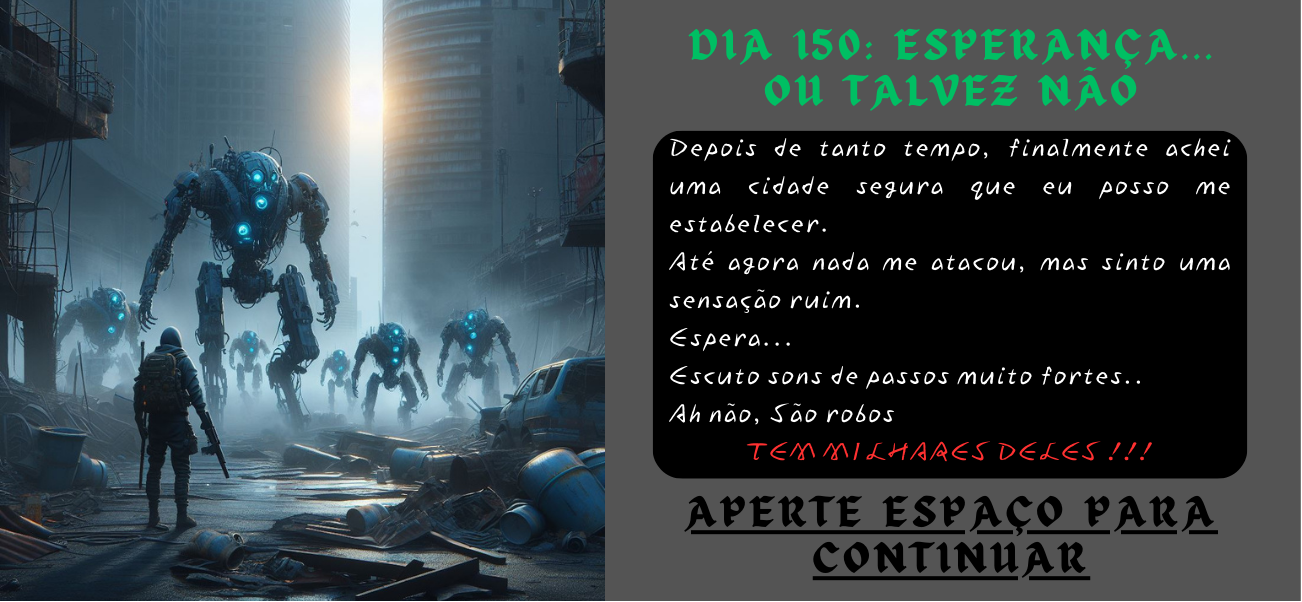 DIA 150: ESPERANÇA...
OU TALVEZ NÃO
Depois de tanto tempo, finalmente achei
uma cidade segura que eu posso me
estabelecer.
Até agora nada me atacou, mas sinto uma
sensação ruim.
Espera...
Escuto sons de passos muito fortes..
Ah não, São robos
TEM MILHARES DELES !!!
APERTE ESPAÇO PARA
CONTINUAR